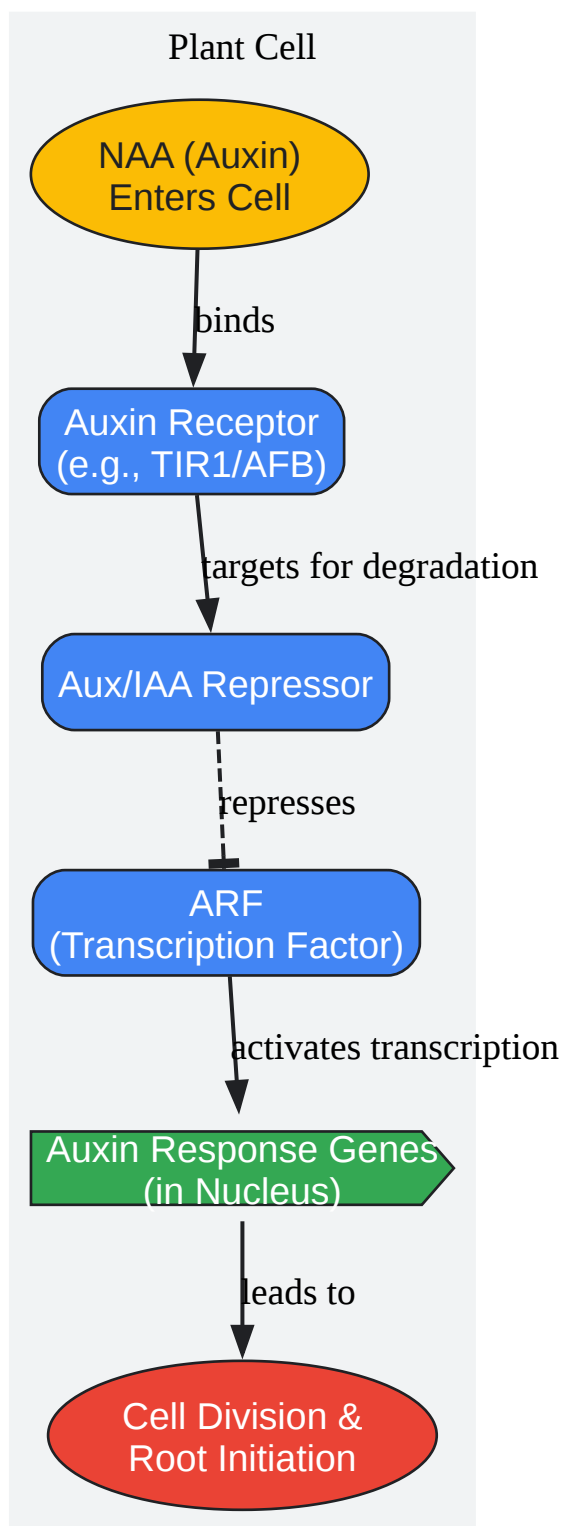 Plant Cell
NAA (Auxin)
Enters Cell
binds
Auxin Receptor
(e.g., TIR1/AFB)
targets for degradation
Aux/IAA Repressor
represses
ARF
(Transcription Factor)
activates transcription
Auxin Response Genes
(in Nucleus)
leads to
Cell Division &
Root Initiation